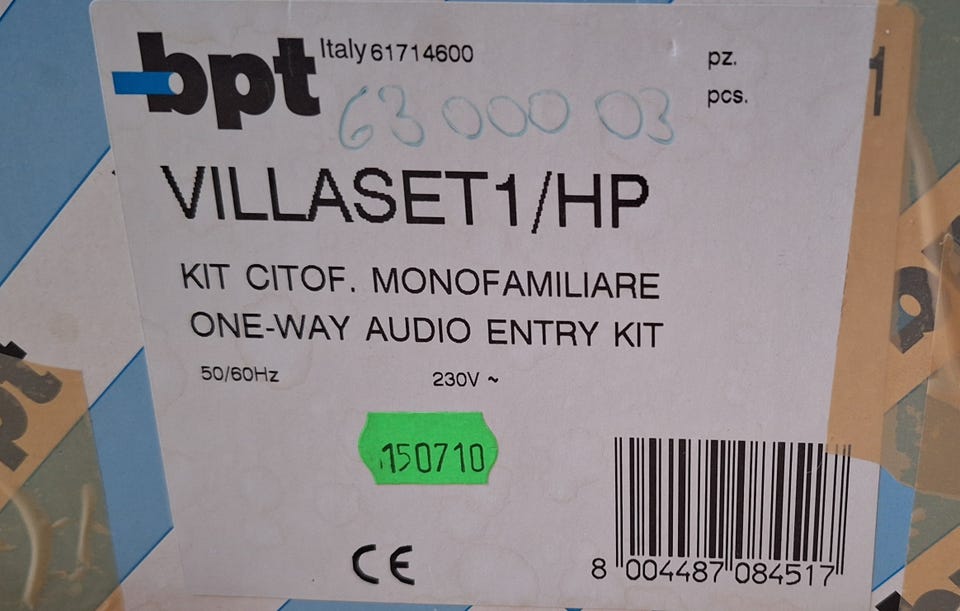 bpt Italy 61714600
pz. 1
pcs.
63 000 03
VILLASET1/HP
KIT CITOF. MONOFAMILIARE
ONE-WAY AUDIO ENTRY KIT
50/60Hz 230V ~
150710
CE
8 004487 084517